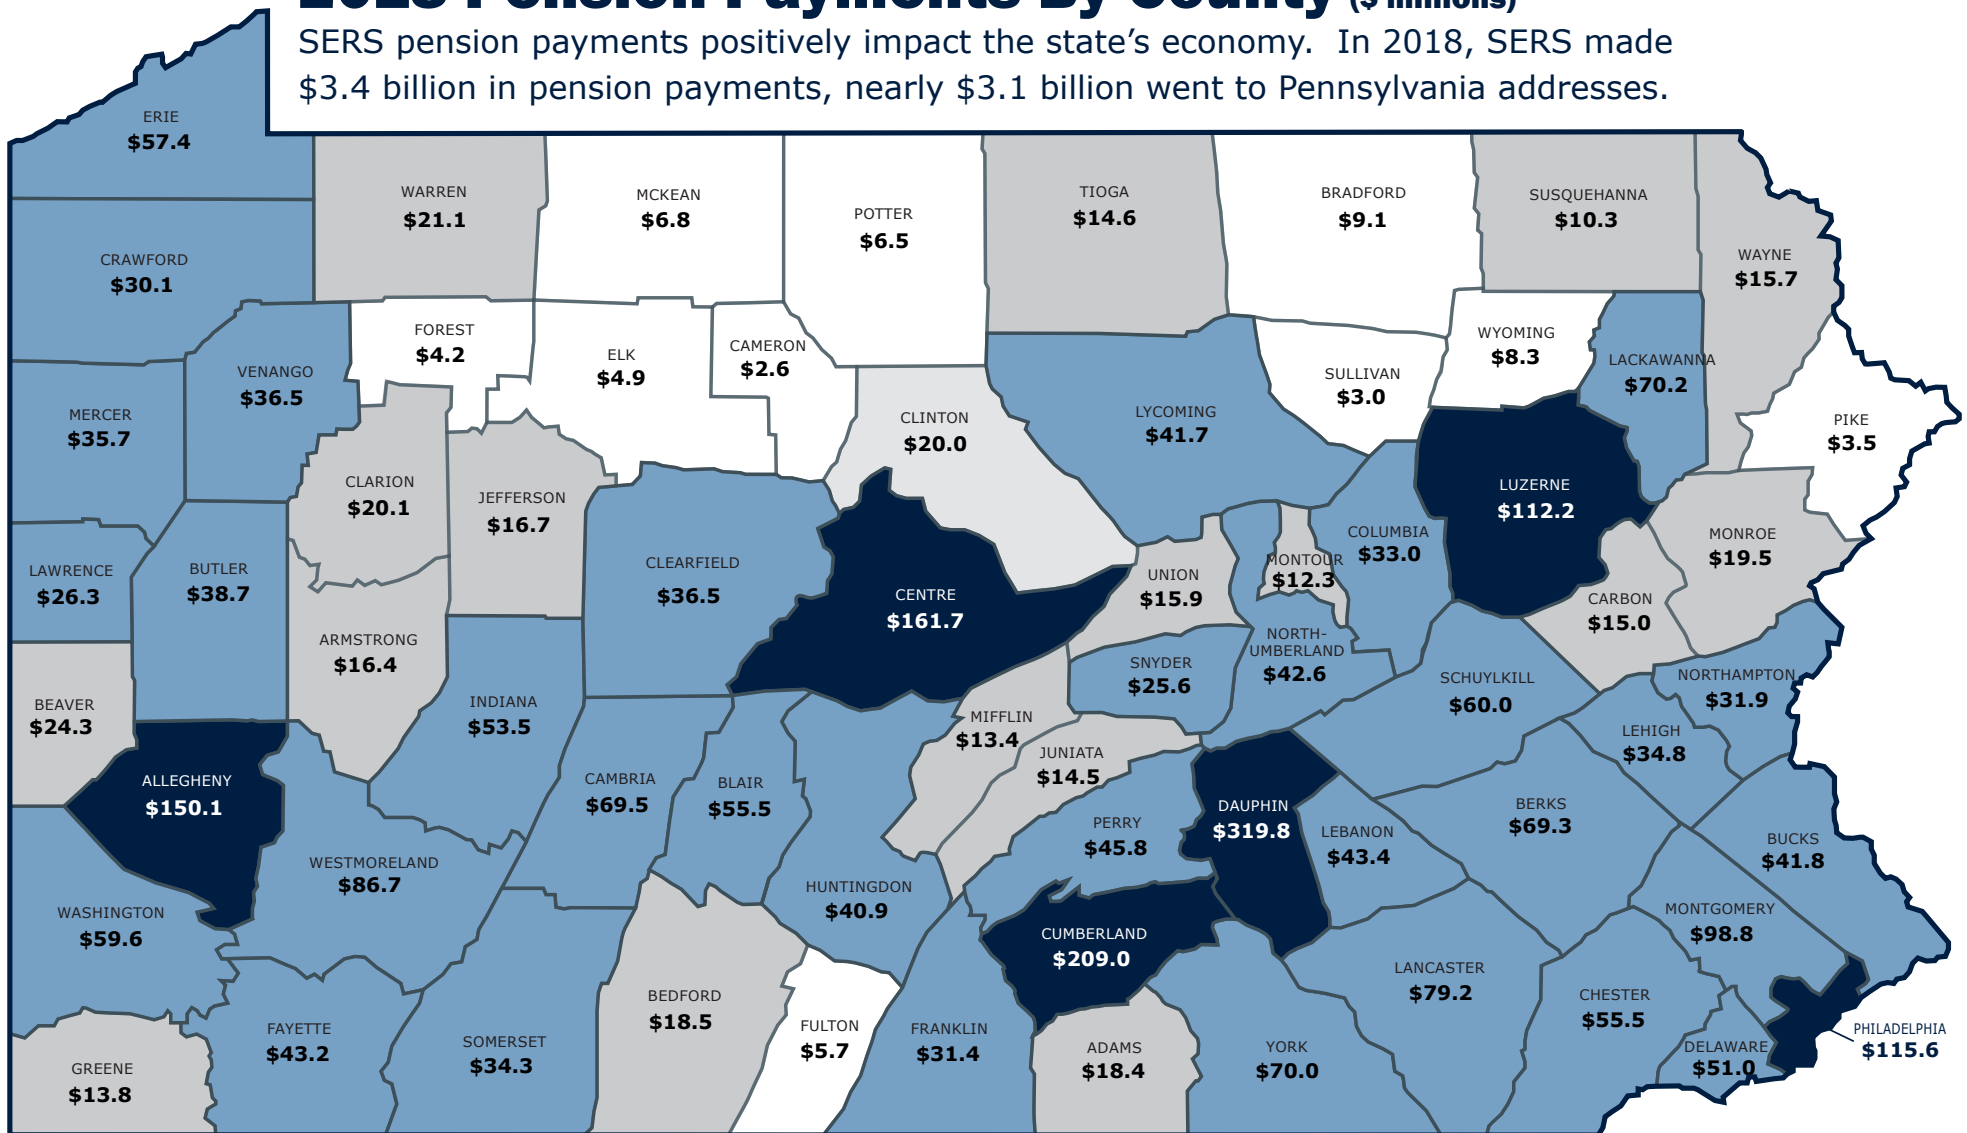 Pension Payments By County ($ millions)
SERS pension payments positively impact the state’s economy. In 2018, SERS made
$3.4 billion in pension payments, nearly $3.1 billion went to Pennsylvania addresses.
ERIE
$57.4
WARREN
$21.1
MCKEAN
$6.8
POTTER
$6.5
TIOGA
$14.6
BRADFORD
$9.1
SUSQUEHANNA
$10.3
WAYNE
$15.7
CRAWFORD
$30.1
VENANGO
$36.5
FOREST
$4.2
ELK
$4.9
CAMERON
$2.6
WYOMING
$8.3
LACKAWANNA
$70.2
SULLIVAN
$3.0
MERCER
$35.7
CLINTON
$20.0
LYCOMING
$41.7
PIKE
$3.5
CLARION
$20.1
JEFFERSON
$16.7
LUZERNE
$112.2
COLUMBIA
$33.0
MONROE
$19.5
LAWRENCE
$26.3
BUTLER
$38.7
CLEARFIELD
$36.5
CENTRE
$161.7
UNION
$15.9
MONTOUR
$12.3
CARBON
$15.0
ARMSTRONG
$16.4
SNYDER
$25.6
NORTH-
UMBERLAND
$42.6
SCHUYLKILL
$60.0
NORTHAMPTON
$31.9
BEAVER
$24.3
INDIANA
$53.5
MIFFLIN
$13.4
JUNIATA
$14.5
LEHIGH
$34.8
ALLEGHENY
$150.1
CAMBRIA
$69.5
BLAIR
$55.5
PERRY
$45.8
DAUPHIN
$319.8
LEBANON
$43.4
BERKS
$69.3
BUCKS
$41.8
WESTMORELAND
$86.7
HUNTINGDON
$40.9
WASHINGTON
$59.6
CUMBERLAND
$209.0
MONTGOMERY
$98.8
LANCASTER
$79.2
BEDFORD
$18.5
CHESTER
$55.5
FAYETTE
$43.2
SOMERSET
$34.3
FULTON
$5.7
FRANKLIN
$31.4
ADAMS
$18.4
YORK
$70.0
DELAWARE
$51.0
PHILADELPHIA
$115.6
GREENE
$13.8